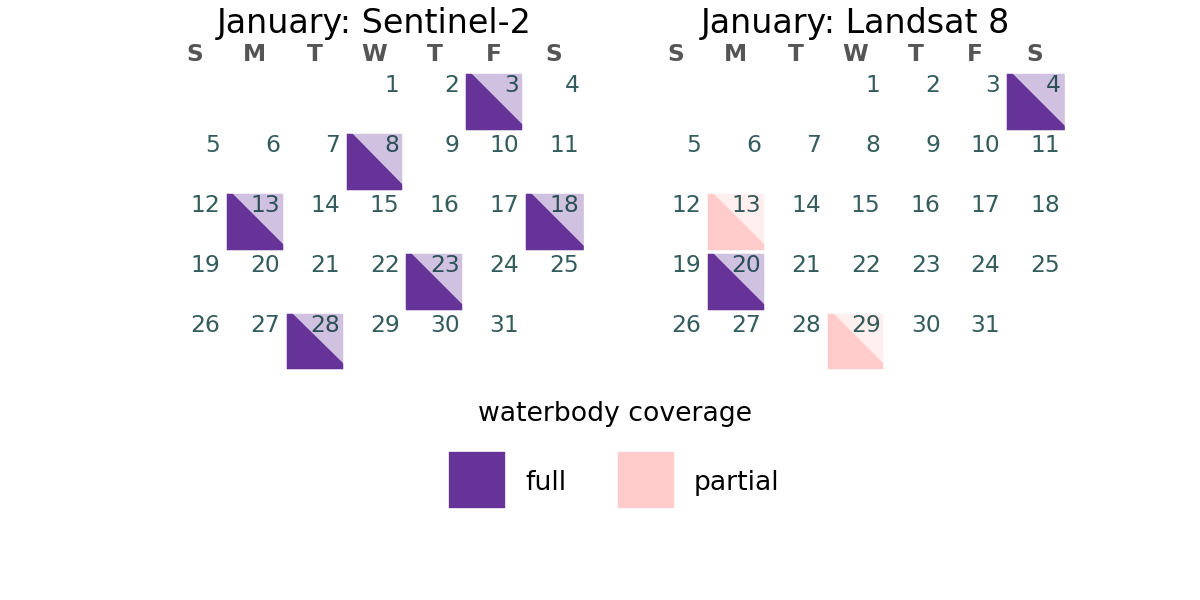 January: Sentinel-2
S M T W T F S
1 2 3 4
5 6 7 8 9 10 11
12 13 14 15 16 17 18
19 20 21 22 23 24 25
26 27 28 29 30 31
January: Landsat 8
S M T W T F S
1 2 3 4
5 6 7 8 9 10 11
12 13 14 15 16 17 18
19 20 21 22 23 24 25
26 27 28 29 30 31
waterbody coverage
full
partial